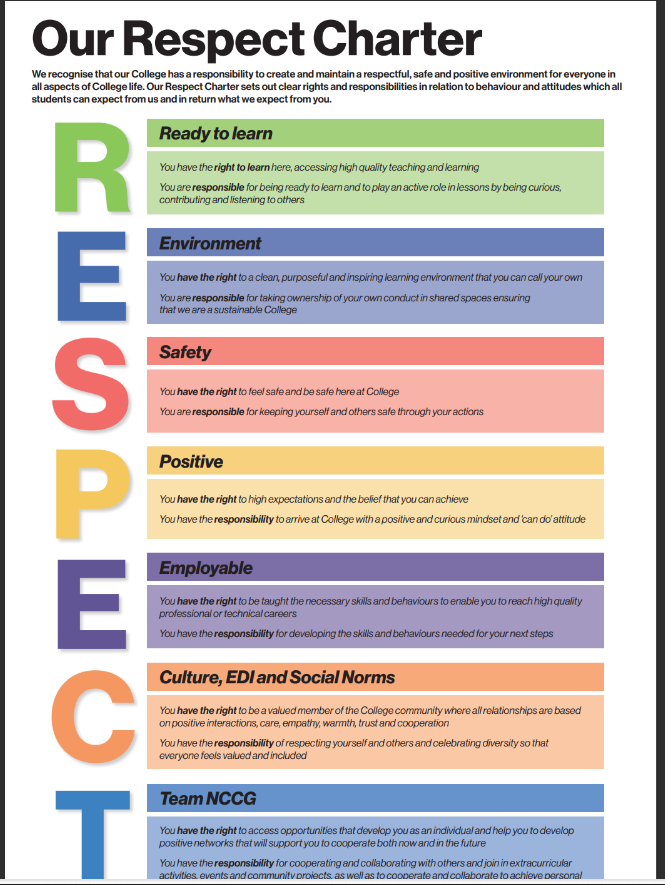 Our Respect Charter
We recognise that our College has a responsibility to create and maintain a respectful, safe and positive environment for everyone in
all aspects of College life. Our Respect Charter sets out clear rights and responsibilities in relation to behaviour and attitudes which all
students can expect from us and in return what we expect from you.
R
Ready to learn
You have the right to learn here, accessing high quality teaching and learning
You are responsible for being ready to learn and to play an active role in lessons by being curious,
contributing and listening to others
E
Environment
You have the right to a clean, purposeful and inspiring learning environment that you can call your own
You are responsible for taking ownership of your own conduct in shared spaces ensuring
that we are a sustainable College
S
Safety
You have the right to feel safe and be safe here at College
You are responsible for keeping yourself and others safe through your actions
P
Positive
You have the right to high expectations and the belief that you can achieve
You have the responsibility to arrive at College with a positive and curious mindset and 'can do' attitude
E
Employable
You have the right to be taught the necessary skills and behaviours to enable you to reach high quality
professional or technical careers
You have the responsibility for developing the skills and behaviours needed for your next steps
C
Culture, EDI and Social Norms
You have the right to be a valued member of the College community where all relationships are based
on positive interactions, care, empathy, warmth, trust and cooperation
You have the responsibility of respecting yourself and others and celebrating diversity so that
everyone feels valued and included
T
Team NCCG
You have the right to access opportunities that develop you as an individual and help you to develop
positive networks that will support you to cooperate both now and in the future
You have the responsibility for cooperating and collaborating with others and join in extracurricular
activities, events and community projects, as well as to cooperate and collaborate to achieve personal